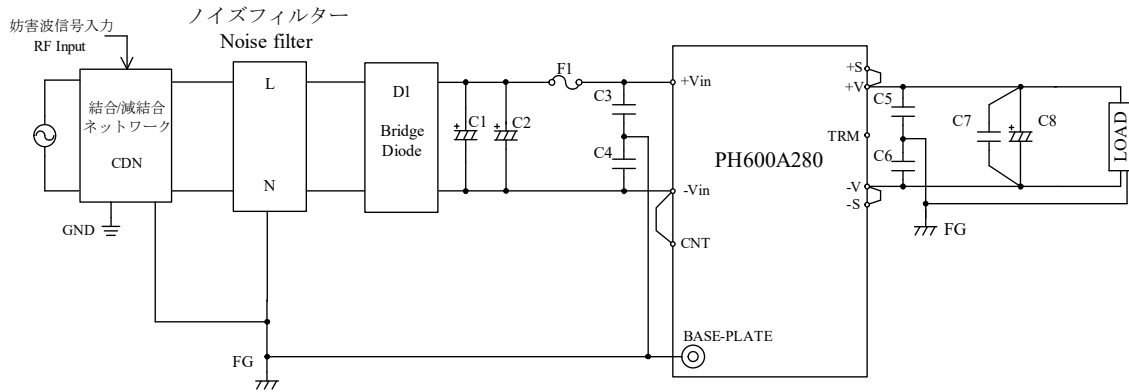 妨害波信号入力
RF Input
ノイズフィルター
Noise filter
結合/減結合
ネットワーク
CDN
GND
L
N
FG
D1
Bridge
Diode
C1
C2
F1
C3
C4
+Vin
-Vin
CNT
BASE-PLATE
PH600A280
+S
+V
TRM
-V
-S
C5
C6
C7
C8
LOAD
FG